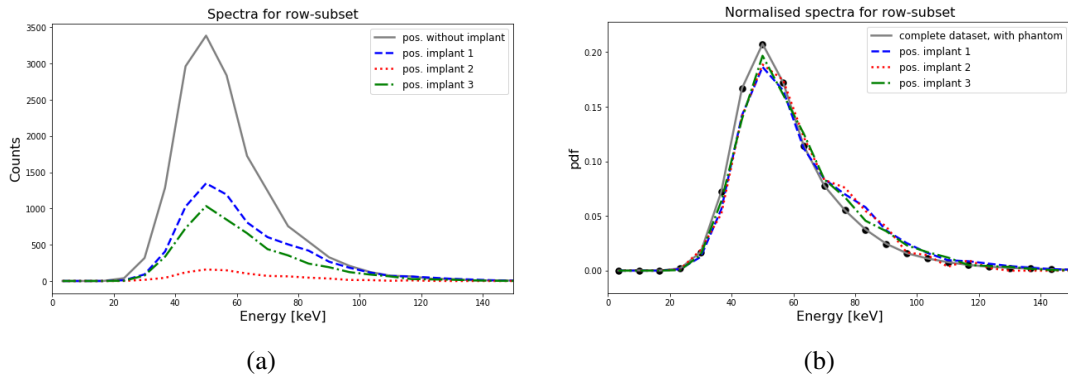 Spectra for row-subset
3500
3000
2500
2000
1500
1000
500
0
Counts
pos. without implant
pos. implant 1
pos. implant 2
pos. implant 3
0 20 40 60 80 100 120 140
Energy [keV]
(a)
Normalised spectra for row-subset
0.20
0.15
0.10
0.05
0.00
pdf
complete dataset, with phantom
pos. implant 1
pos. implant 2
pos. implant 3
0 20 40 60 80 100 120 140
Energy [keV]
(b)